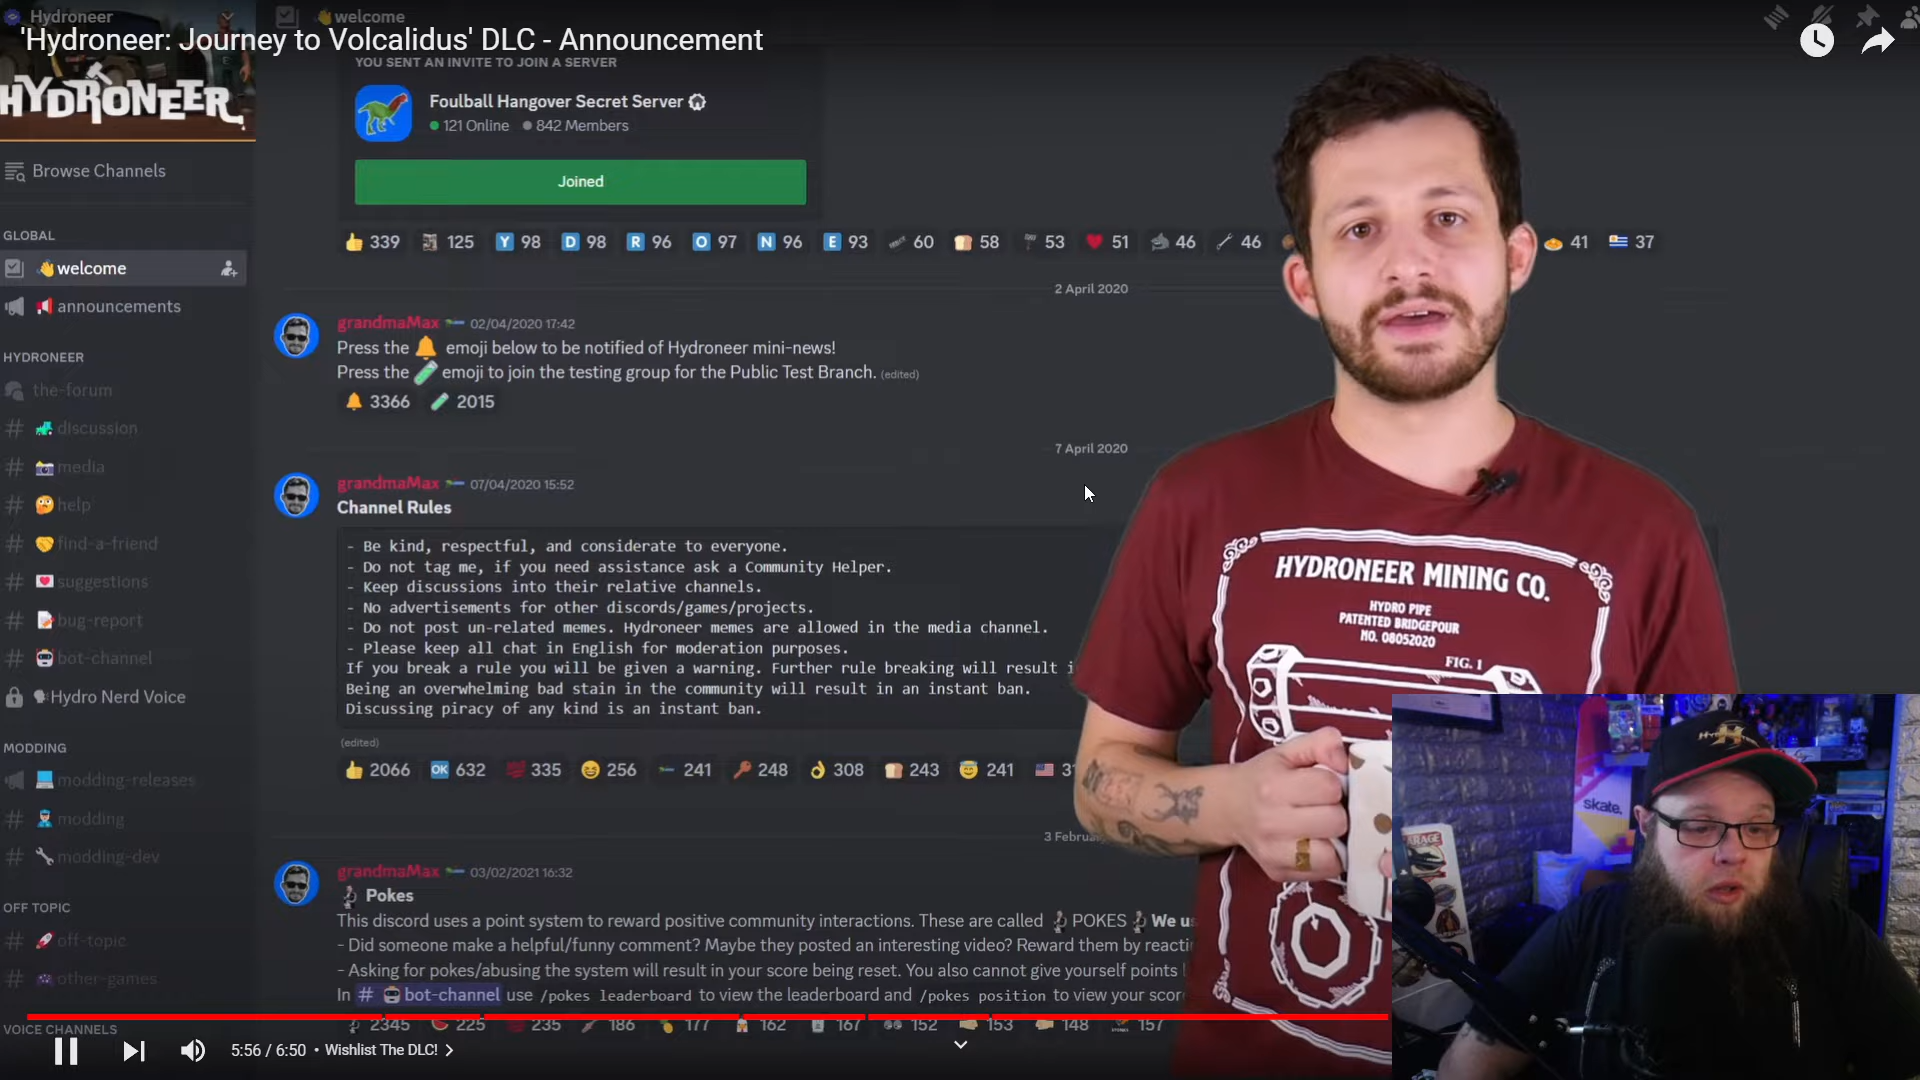 Hydroneer
welcome
'Hydroneer: Journey to Volcalidus' DLC - Announcement
HYDRONEER
YOU SENT AN INVITE TO JOIN A SERVER
Foulball Hangover Secret Server
121 Online 842 Members
Joined
339 125 Y 98 D 98 R 96 O 97 N 96 E 93 60 58 53 51 46 46 41 37
Browse Channels
GLOBAL
welcome
announcements
HYDRONEER
the-forum
discussion
media
help
find-a-friend
suggestions
bug-report
bot-channel
Hydro Nerd Voice
MODDING
modding-releases
modding
modding-dev
OFF TOPIC
off-topic
other-games
VOICE CHANNELS
2 April 2020
grandmaMax 02/04/2020 17:42
Press the 🔔 emoji below to be notified of Hydroneer mini-news!
Press the 🧪 emoji to join the testing group for the Public Test Branch. (edited)
3366 2015
7 April 2020
grandmaMax 07/04/2020 15:52
Channel Rules
- Be kind, respectful, and considerate to everyone.
- Do not tag me, if you need assistance ask a Community Helper.
- Keep discussions into their relative channels.
- No advertisements for other discords/games/projects.
- Do not post un-related memes. Hydroneer memes are allowed in the media channel.
- Please keep all chat in English for moderation purposes.
If you break a rule you will be given a warning. Further rule breaking will result
Being an overwhelming bad stain in the community will result in an instant ban.
Discussing piracy of any kind is an instant ban.
(edited)
2066 OK 632 335 256 241 248 308 243 241
3 
grandmaMax 03/02/2021 16:32
Pokes
This discord uses a point system to reward positive community interactions. These are called POKES We
- Did someone make a helpful/funny comment? Maybe they posted an interesting video? Reward them by
- Asking for pokes/abusing the system will result in your score being reset. You also cannot give yourself points
In # bot-channel use /pokes leaderboard to view the leaderboard and /pokes position to view your
2345 225 235 186 177 162 167 152 153 148 157
HYDRONEER MINING CO.
HYDRO PIPE
PATENTED BRIDGEPOUR
NO. 08052020
FIG. 1
skate.
5:56 / 6:50 • Wishlist The DLC!